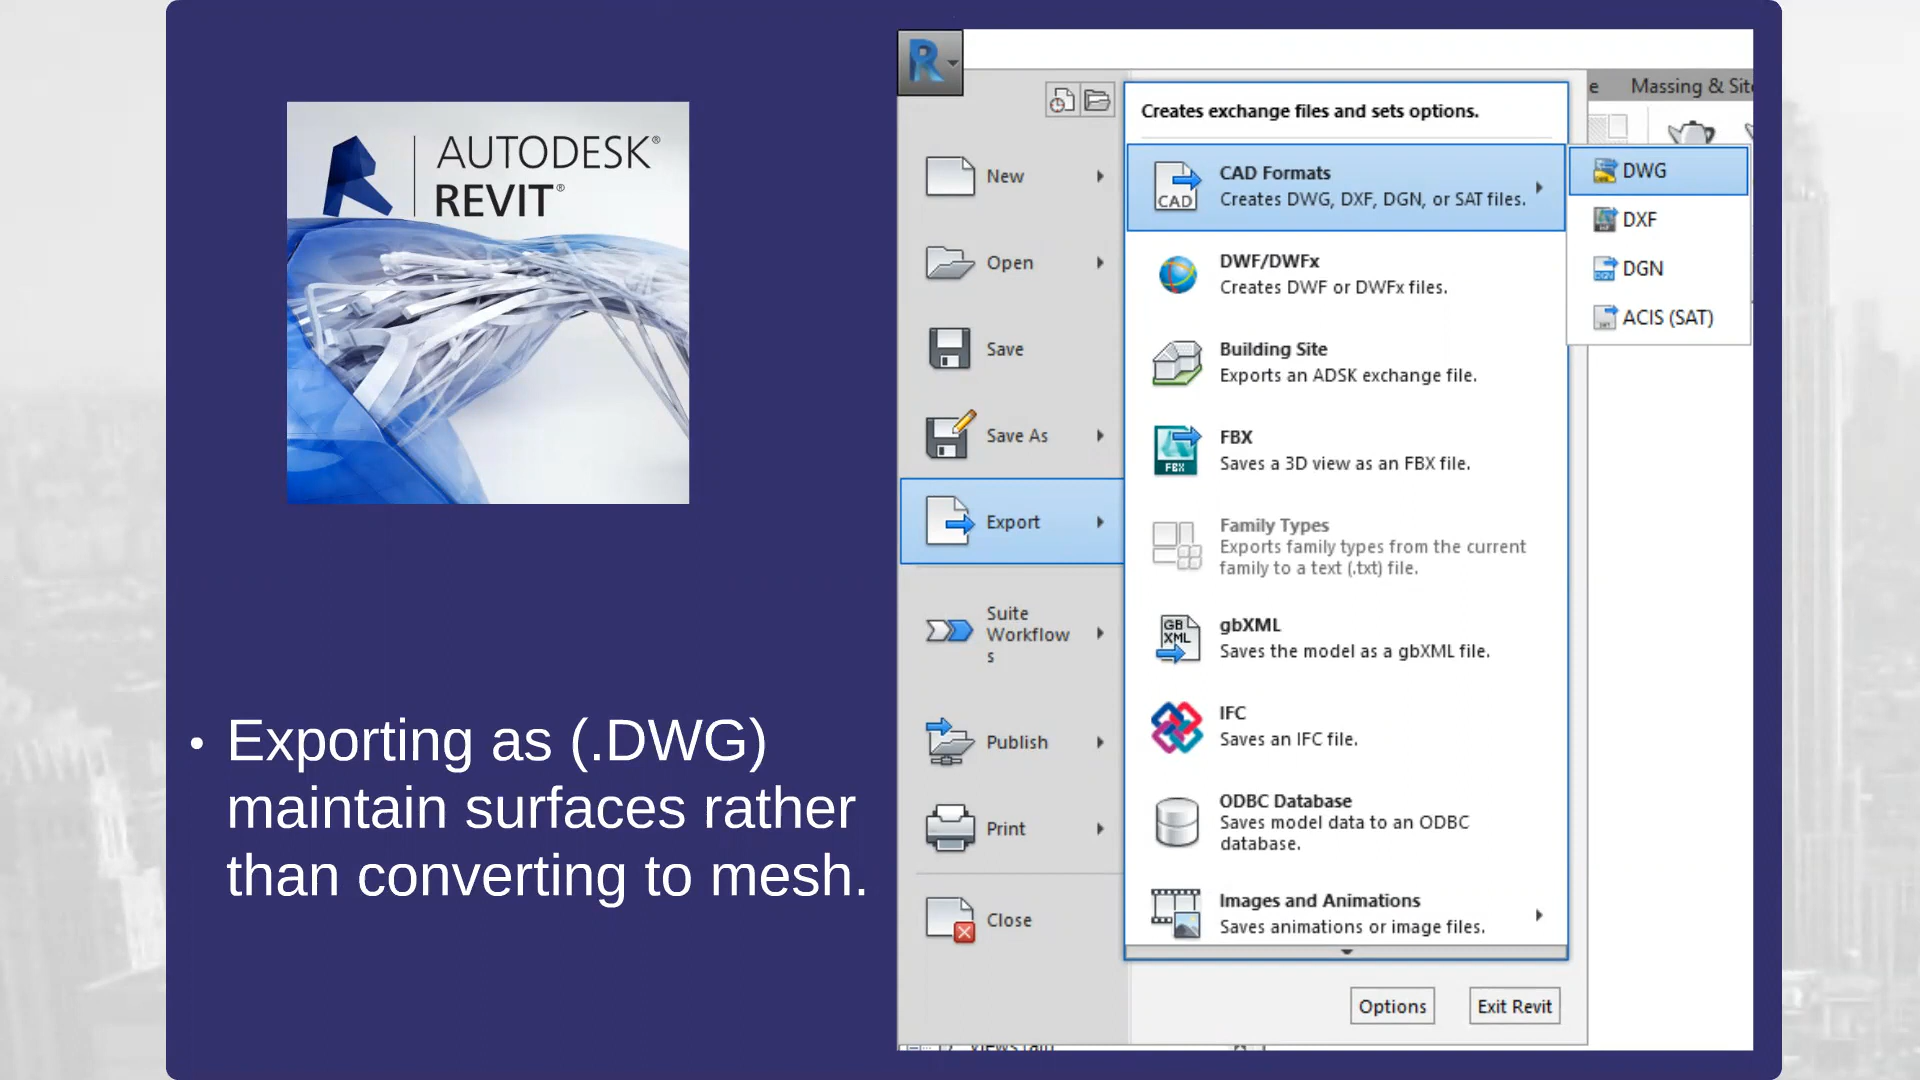 AUTODESK®
REVIT®
• Exporting as (.DWG)
maintain surfaces rather
than converting to mesh.
R
New
Open
Save
Save As
Export
Suite
Workflow
s
Publish
Print
Close
Creates exchange files and sets options.
CAD
CAD Formats
Creates DWG, DXF, DGN, or SAT files.
DWF/DWFx
Creates DWF or DWFx files.
Building Site
Exports an ADSK exchange file.
FBX
FBX
Saves a 3D view as an FBX file.
Family Types
Exports family types from the current
family to a text (.txt) file.
GB
XML
gbXML
Saves the model as a gbXML file.
IFC
Saves an IFC file.
ODBC Database
Saves model data to an ODBC
database.
Images and Animations
Saves animations or image files.
Options
Exit Revit
e Massing & Sit
DWG
DXF
DGN
ACIS (SAT)